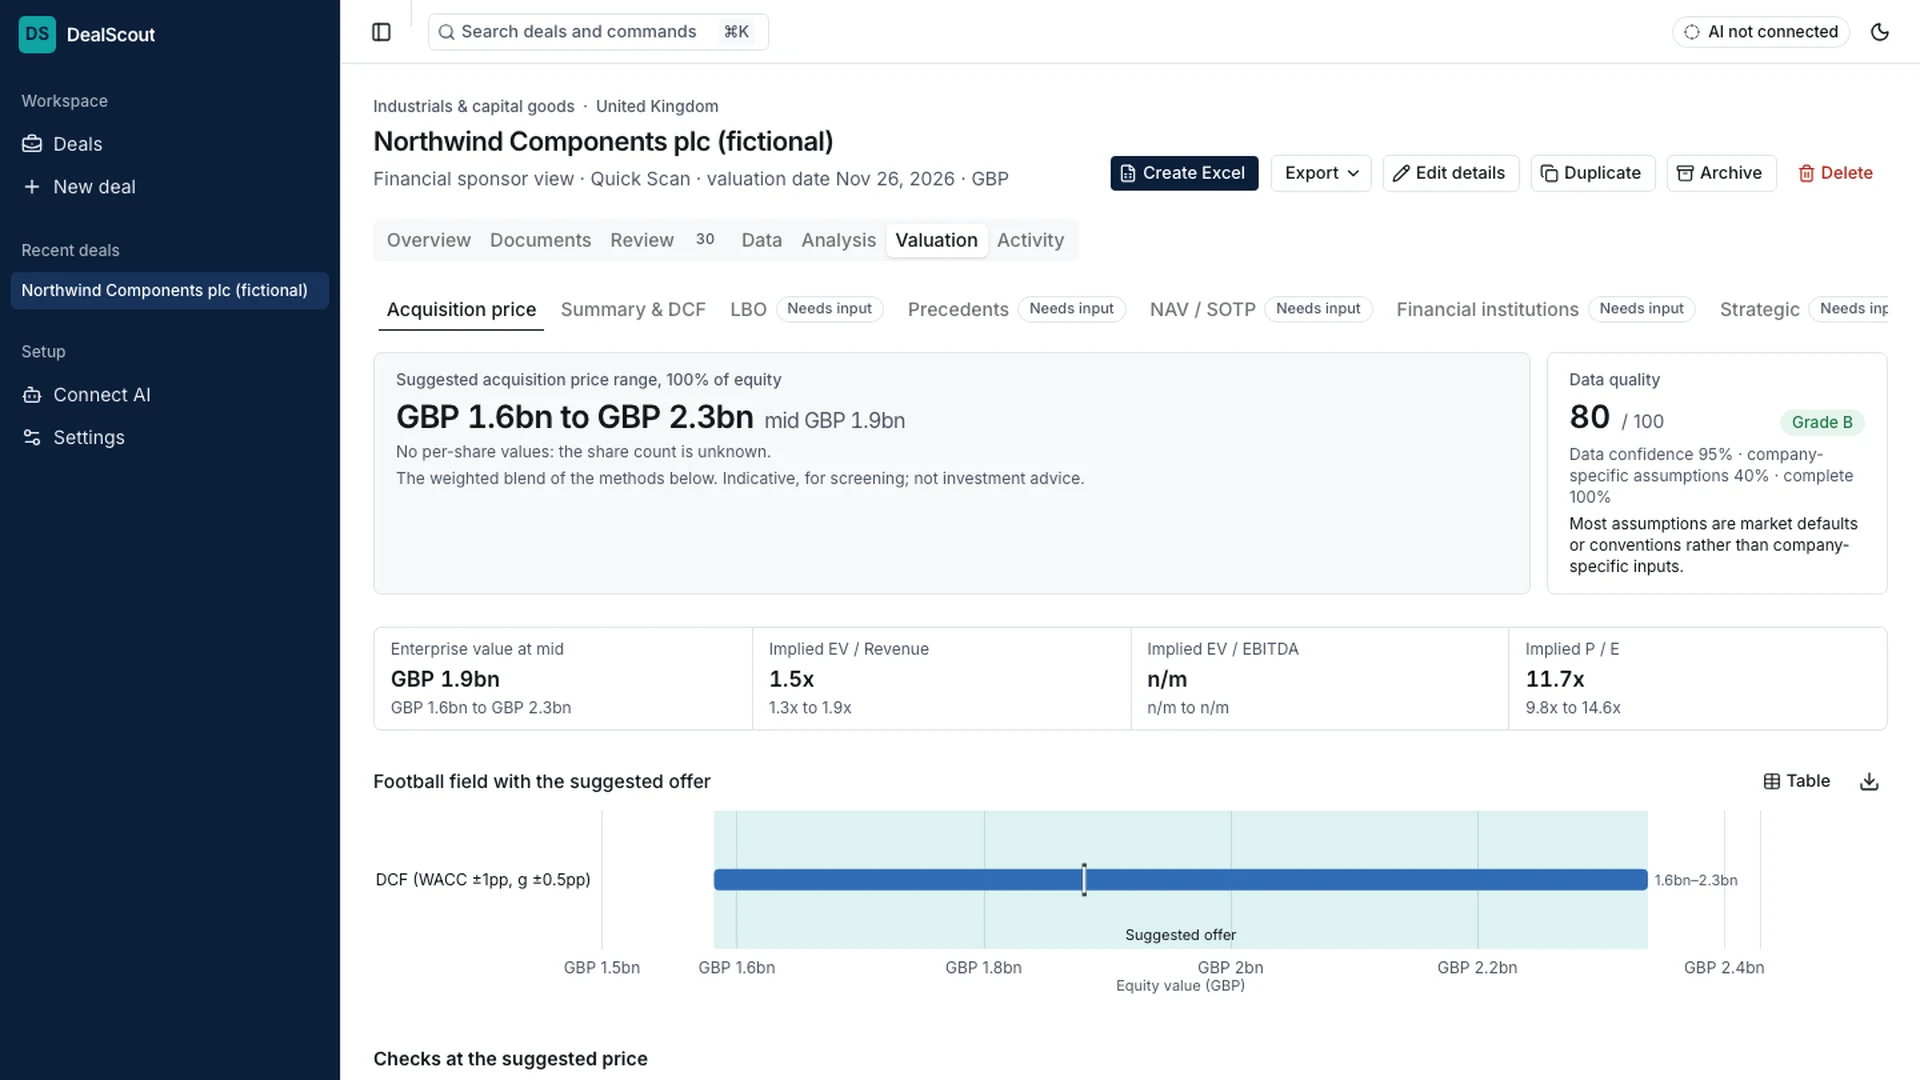 DS DealScout
Search deals and commands ⌘K
AI not connected
Workspace
Deals
New deal
Recent deals
Northwind Components plc (fictional)
Setup
Connect AI
Settings
Industrials & capital goods · United Kingdom
Northwind Components plc (fictional)
Financial sponsor view · Quick Scan · valuation date Nov 26, 2026 · GBP
Create Excel
Export
Edit details
Duplicate
Archive
Delete
Overview Documents Review 30 Data Analysis Valuation Activity
Acquisition price Summary & DCF LBO Needs input Precedents Needs input NAV / SOTP Needs input Financial institutions Needs input Strategic Needs inp
Suggested acquisition price range, 100% of equity
GBP 1.6bn to GBP 2.3bn mid GBP 1.9bn
No per-share values: the share count is unknown.
The weighted blend of the methods below. Indicative, for screening; not investment advice.
Data quality
80 / 100 Grade B
Data confidence 95% · company-
specific assumptions 40% · complete
100%
Most assumptions are market defaults
or conventions rather than company-
specific inputs.
Enterprise value at mid
GBP 1.9bn
GBP 1.6bn to GBP 2.3bn
Implied EV / Revenue
1.5x
1.3x to 1.9x
Implied EV / EBITDA
n/m
n/m to n/m
Implied P / E
11.7x
9.8x to 14.6x
Football field with the suggested offer
Table
DCF (WACC ±1pp, g ±0.5pp)
1.6bn–2.3bn
Suggested offer
GBP 1.5bn GBP 1.6bn GBP 1.8bn GBP 2bn GBP 2.2bn GBP 2.4bn
Equity value (GBP)
Checks at the suggested price